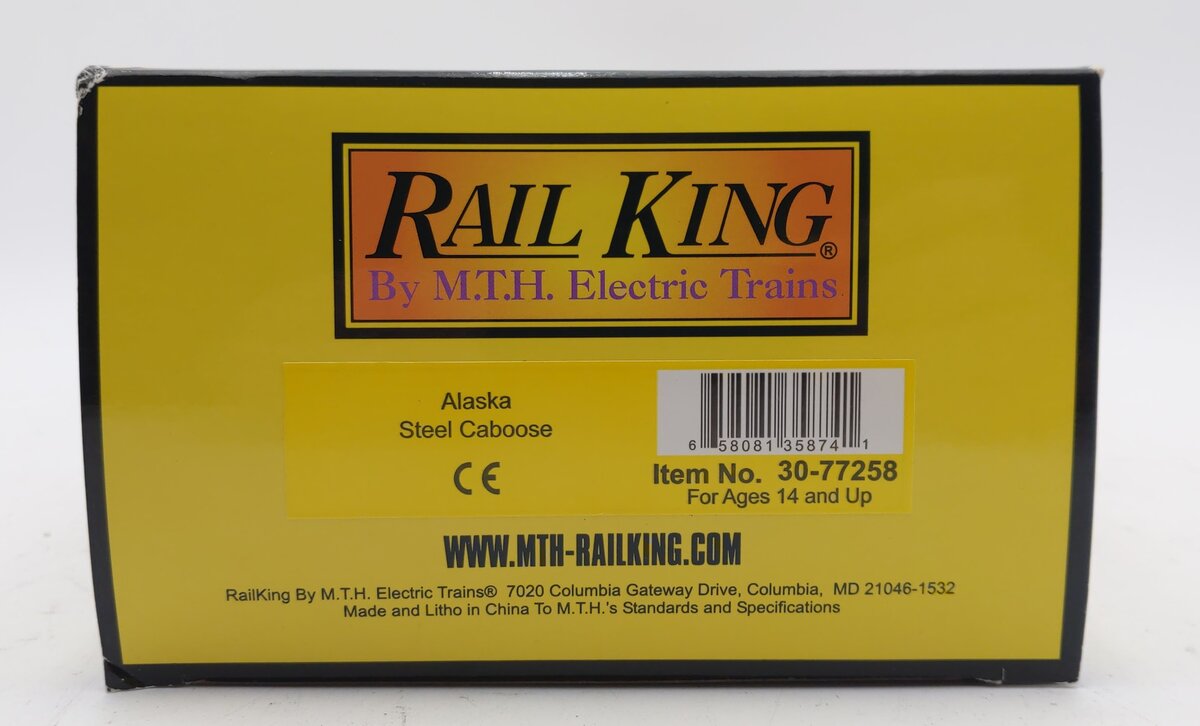 RAIL KING®
By M.T.H. Electric Trains
Alaska
Steel Caboose
CE
6 58081 35874 1
Item No. 30-77258
For Ages 14 and Up
WWW.MTH-RAILKING.COM
RailKing By M.T.H. Electric Trains® 7020 Columbia Gateway Drive, Columbia, MD 21046-1532
Made and Litho in China To M.T.H.'s Standards and Specifications